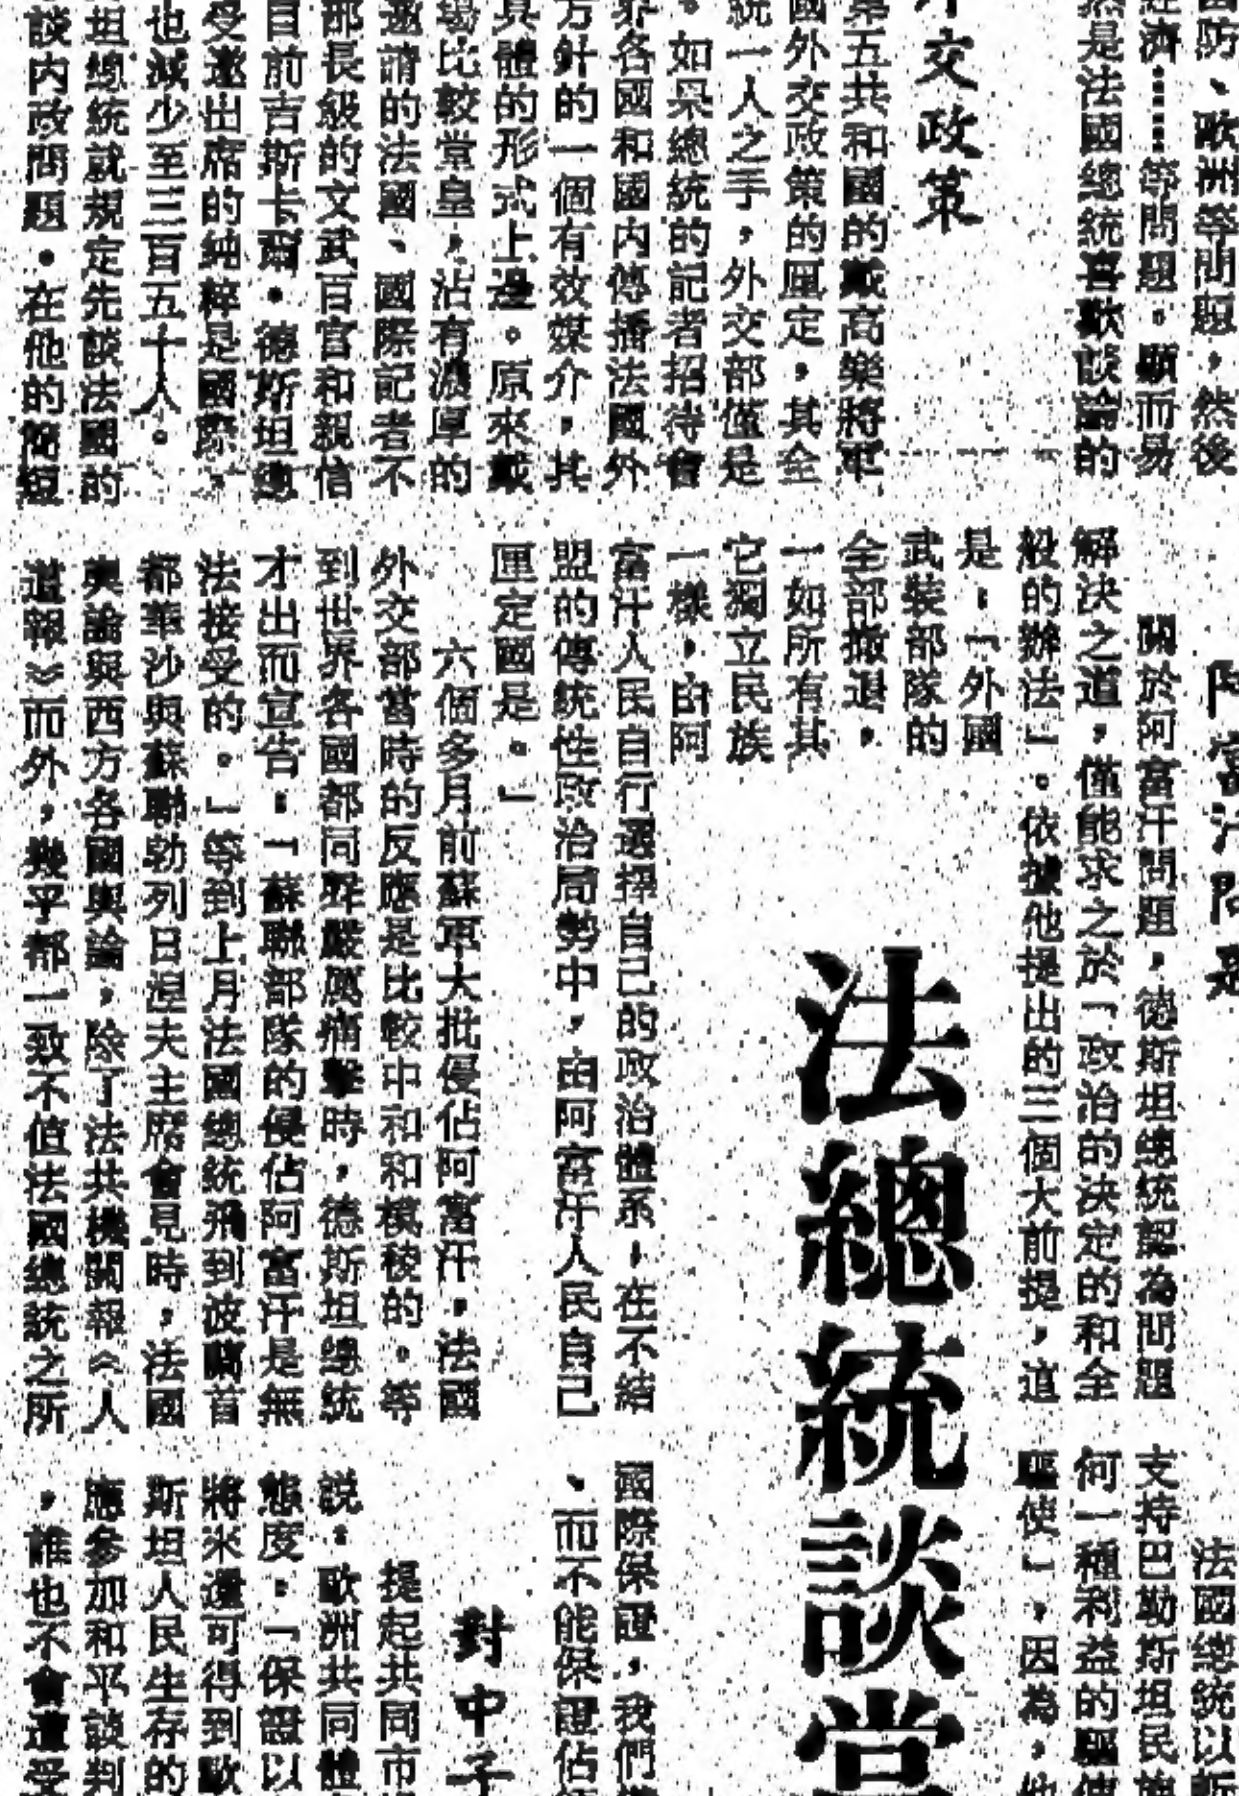 防、歐洲等問題，然後
經濟……等問題。顯而易
然是法國總統喜歡談論的
交政策
第五共和國的戴高樂將軍
國外交政策的厘定，其全
統一人之手，外交部僅是
。如果總統的記者招待會
界各國和國内傳播法國外
方針的一個有效媒介，其
具體的形式上邊。原來戴
場比較堂皇，沾有濃厚的
邀請的法國、國際記者不
部長級的文武百官和親信
目前吉斯卡爾．德斯坦總
受邀出席的純粹是國際、
也減少至三百五十人。
坦總統就規定先談法國的
談内政問題。在他的簡短
阿富汗問題
關於阿富汗問題，德斯坦總統認為問題
解決之道，僅能求之於「政治的決定的和全
般的辦法」。依據他提出的三個大前提，這
是：「外國
武裝部隊的
全部撤退，
一如所有其
它獨立民族
一樣，由阿
富汗人民自行選擇自己的政治體系，在不結
盟的傳統性政治局勢中，由阿富汗人民自己
厘定國是。」
六個多月前蘇軍大批侵佔阿富汗，法國
外交部當時的反應是比較中和和模稜的。等
到世界各國都同聲嚴厲痛擊時，德斯坦總統
才出而宣告：「蘇聯部隊的侵佔阿富汗是無
法接受的。」等到上月法國總統飛到波蘭首
都華沙與蘇聯勃列日湼夫主席會見時，法國
輿論與西方各國輿論，除了法共機關報《人
道報》而外，幾乎都一致不值法國總統之所
法總統談當
法國總統以訴
支持巴勒斯坦民族
何一種利益的驅使
驅使」，因為，他
國際保證，我們
、而不能保證佔
對中子
提起共同市
説：歐洲共同體
態度：「保證以
將來還可得到歐
斯坦人民生存的
應參加和平談判
，誰也不會遭受